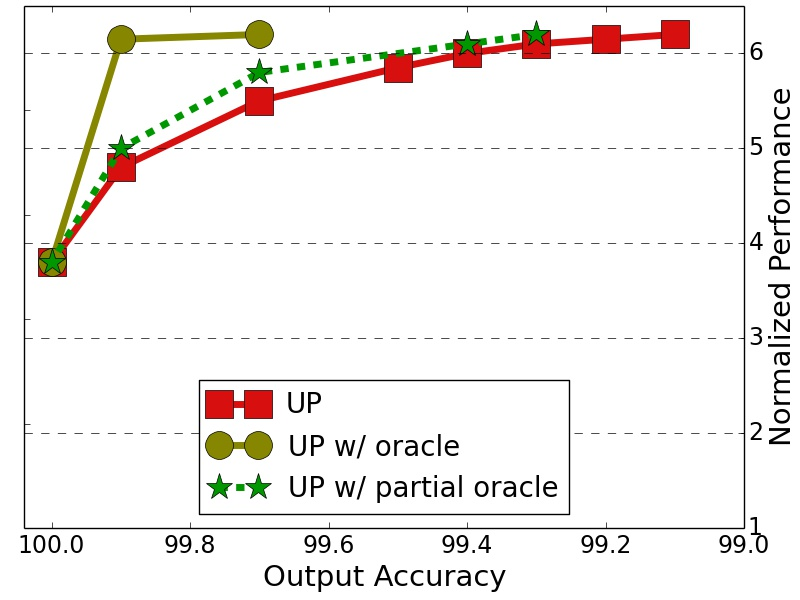 6
5
4
3
2
1
Normalized Performance
UP
UP w/ oracle
UP w/ partial oracle
100.0 99.8 99.6 99.4 99.2 99.0
Output Accuracy